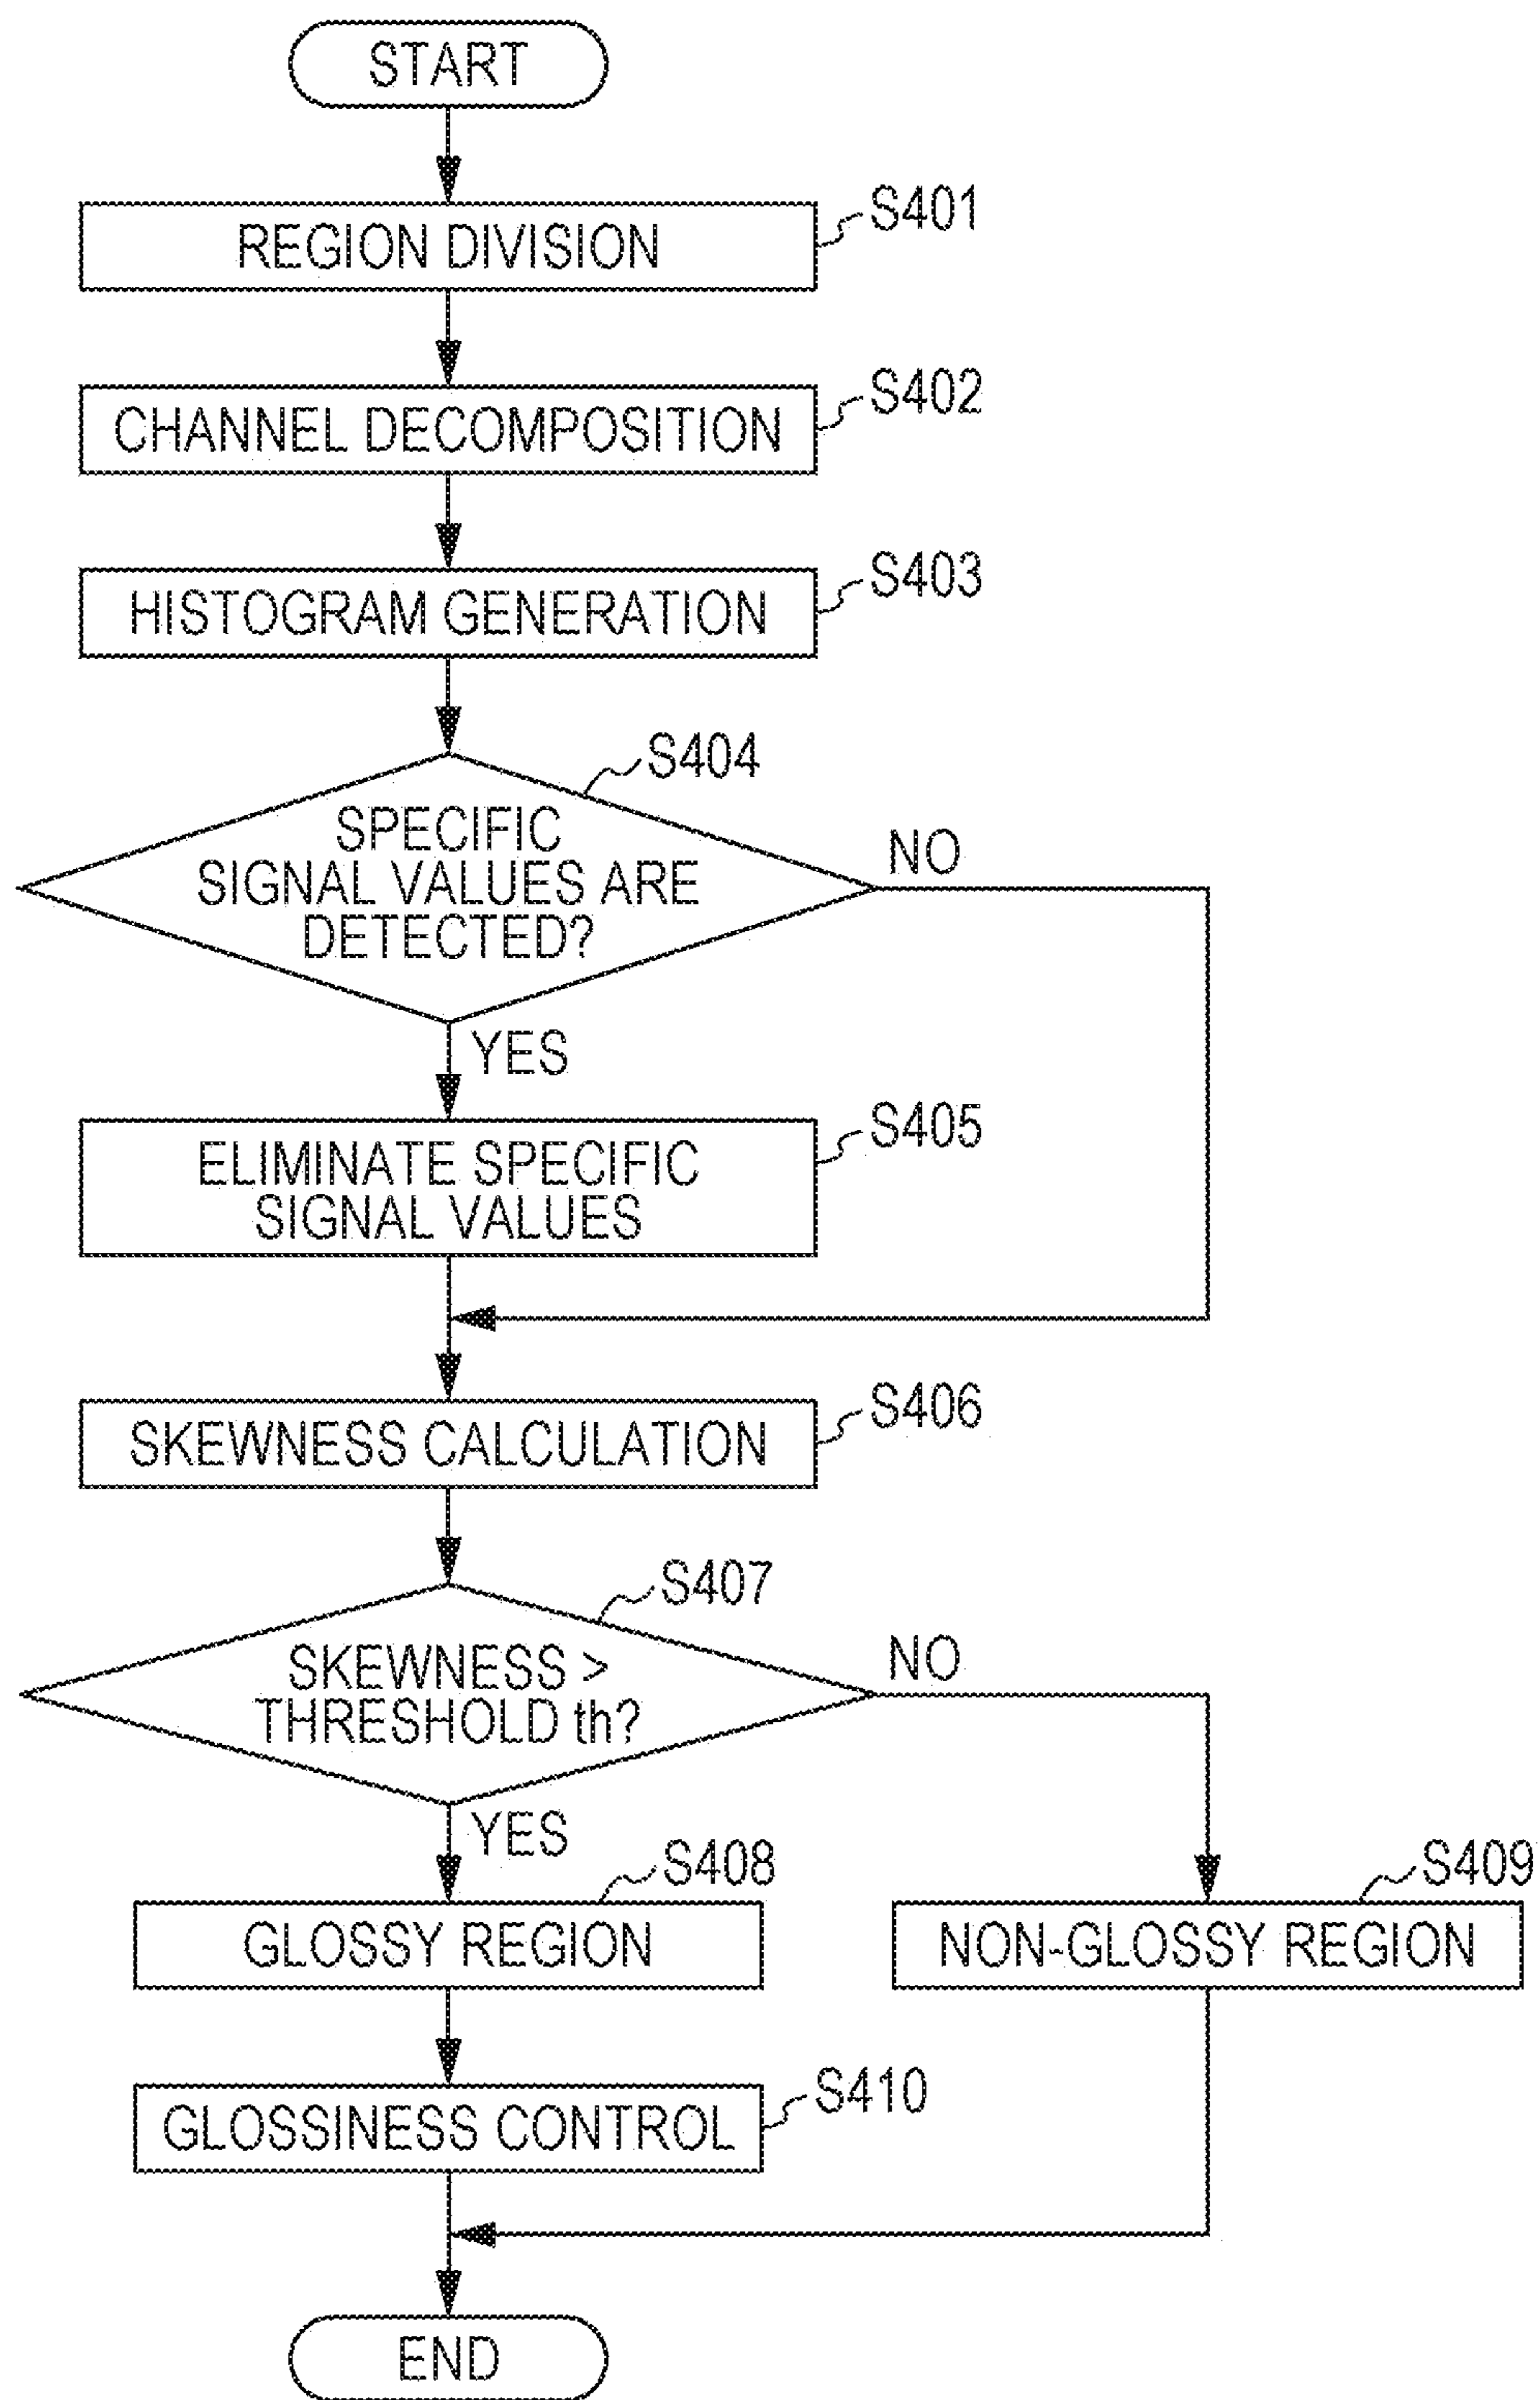 START
REGION DIVISION
S401
CHANNEL DECOMPOSITION
S402
HISTOGRAM GENERATION
S403
S404
SPECIFIC
SIGNAL VALUES ARE
DETECTED?
NO
YES
ELIMINATE SPECIFIC
SIGNAL VALUES
S405
SKEWNESS CALCULATION
S406
S407
SKEWNESS >
THRESHOLD th?
NO
YES
S408
GLOSSY REGION
S409
NON-GLOSSY REGION
GLOSSINESS CONTROL
S410
END